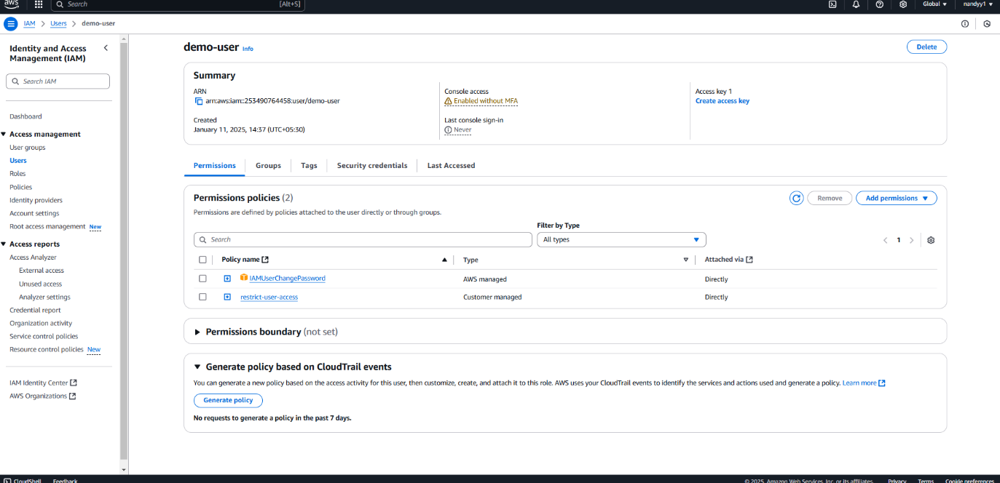 aws
Search [Alt+S] Global nandyy1
IAM Users demo-user
Identity and Access
Management (IAM)
Search IAM
Dashboard
Access management
User groups
Users
Roles
Policies
Identity providers
Account settings
Root access management New
Access reports
Access Analyzer
External access
Unused access
Analyzer settings
Credential report
Organization activity
Service control policies
Resource control policies New
IAM Identity Center
AWS Organizations
demo-user Info
Delete
Summary
ARN
arn:aws:iam::253490764458:user/demo-user
Created
January 11, 2025, 14:37 (UTC+05:30)
Console access
Enabled without MFA
Last console sign-in
Never
Access key 1
Create access key
Permissions Groups Tags Security credentials Last Accessed
Permissions policies (2)
Remove Add permissions
Permissions are defined by policies attached to the user directly or through groups.
Filter by Type
Search All types 1
Policy name Type Attached via
IAMUserChangePassword AWS managed Directly
restrict-user-access Customer managed Directly
Permissions boundary (not set)
Generate policy based on CloudTrail events
You can generate a new policy based on the access activity for this user, then customize, create, and attach it to this role. AWS uses your CloudTrail events to identify the services and actions used and generate a policy. Learn more
Generate policy
No requests to generate a policy in the past 7 days.
CloudShell Feedback © 2025, Amazon Web Services, Inc. or its affiliates. Privacy Terms Cookie preferences